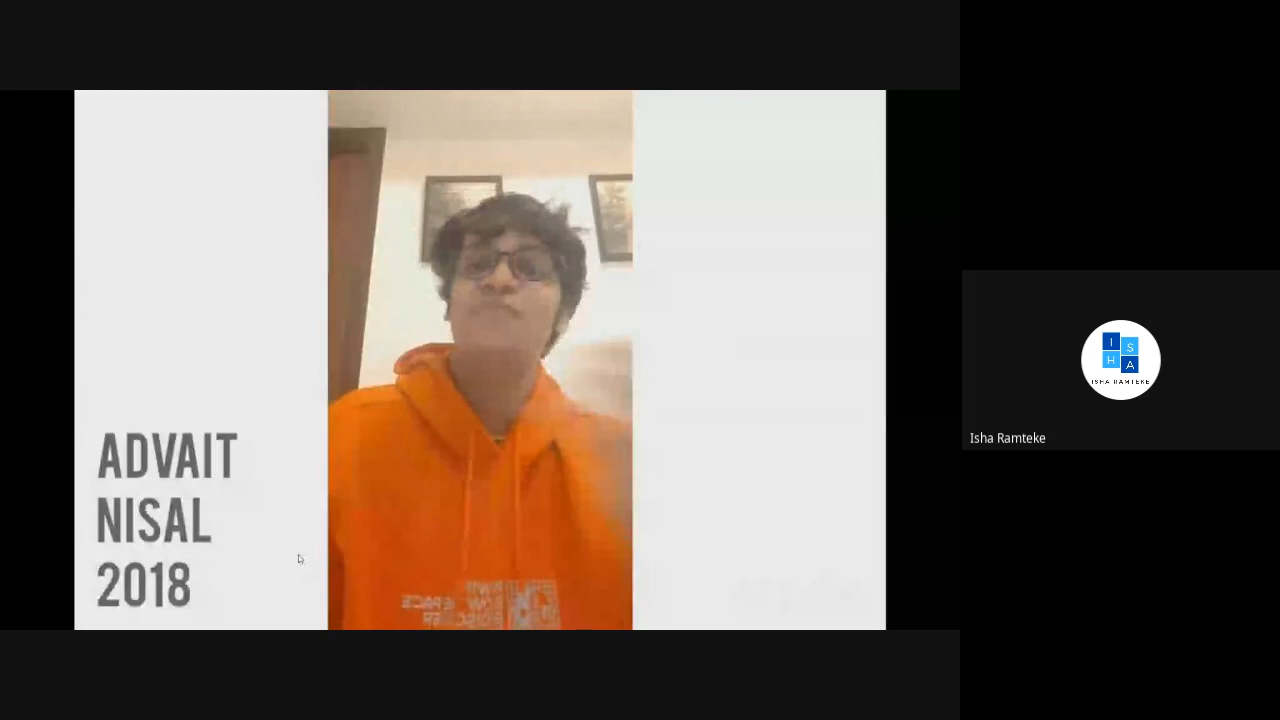 ADVAIT
NISAL
2018
I S
H A
ISHA RAMTEKE
Isha Ramteke